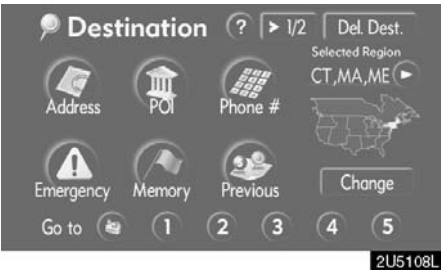 Destination ? > 1/2 Del. Dest.
Selected Region
CT,MA,ME
Address POI Phone #
Emergency Memory Previous Change
Go to 1 2 3 4 5
2U5108L